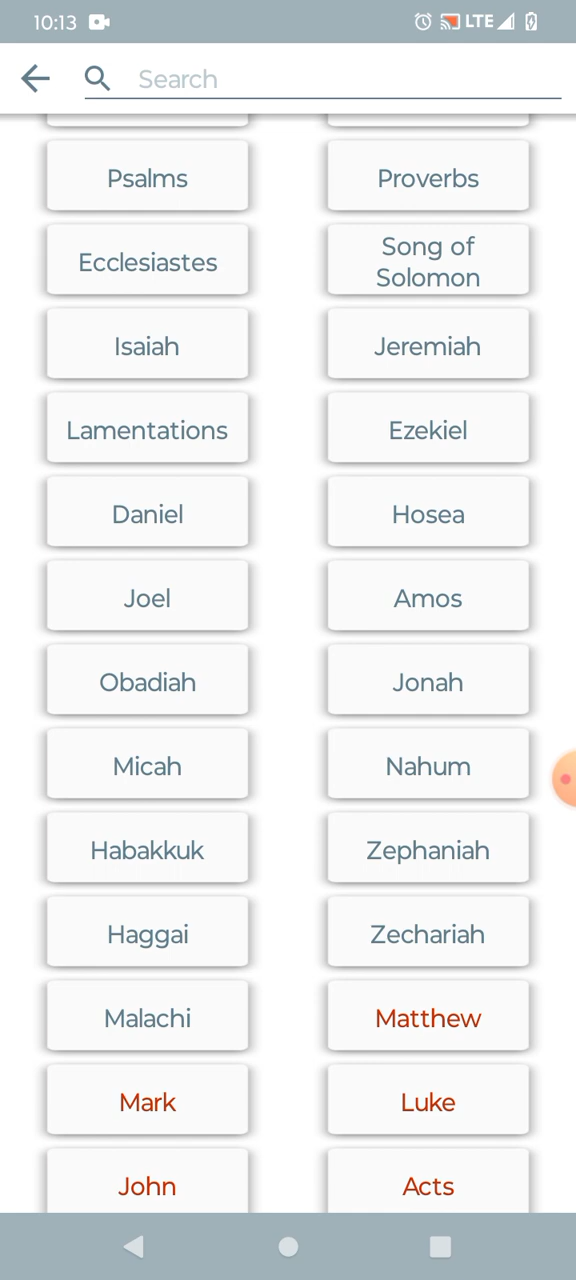 10:13
LTE
Search
Psalms
Proverbs
Ecclesiastes
Song of
Solomon
Isaiah
Jeremiah
Lamentations
Ezekiel
Daniel
Hosea
Joel
Amos
Obadiah
Jonah
Micah
Nahum
Habakkuk
Zephaniah
Haggai
Zechariah
Malachi
Matthew
Mark
Luke
John
Acts